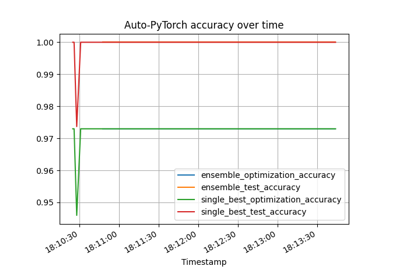 Auto-PyTorch accuracy over time
1.00
0.99
0.98
0.97
0.96
0.95
ensemble_optimization_accuracy
ensemble_test_accuracy
single_best_optimization_accuracy
single_best_test_accuracy
18:10:30
18:11:00
18:11:30
18:12:00
18:12:30
18:13:00
18:13:30
Timestamp